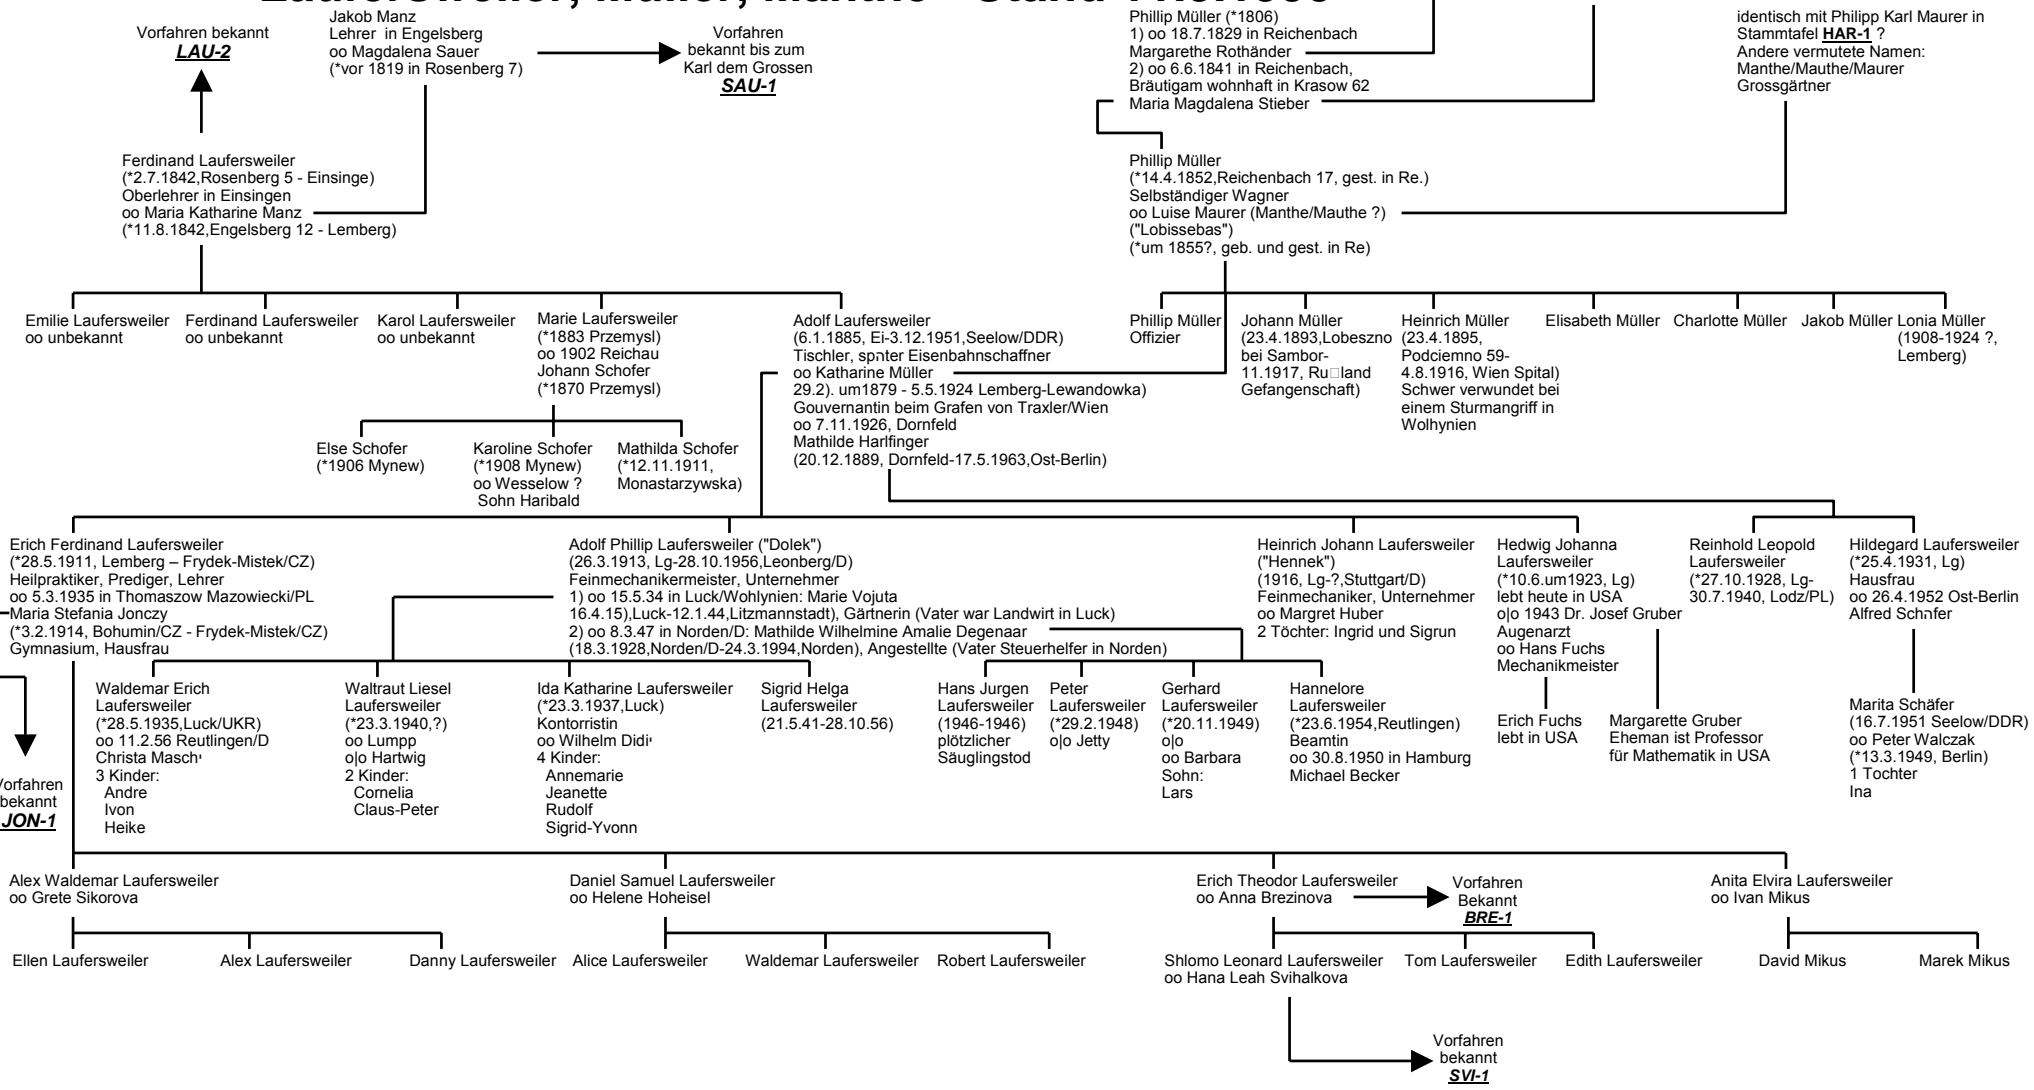 Vorfahren bekannt
LAU-2
Jakob Manz
Lehrer in Engelsberg
oo Magdalena Sauer
(*vor 1819 in Rosenberg 7)
Vorfahren
bekannt bis zum
Karl dem Grossen
SAU-1
Phillip Müller (*1806)
1) oo 18.7.1829 in Reichenbach
Margarethe Rothänder
2) oo 6.6.1841 in Reichenbach,
Bräutigam wohnhaft in Krasow 62
Maria Magdalena Stieber
identisch mit Philipp Karl Maurer in
Stammtafel HAR-1 ?
Andere vermutete Namen:
Manthe/Mauthe/Maurer
Grossgärtner
Ferdinand Laufersweiler
(*2.7.1842,Rosenberg 5 - Einsinge)
Oberlehrer in Einsingen
oo Maria Katharine Manz
(*11.8.1842,Engelsberg 12 - Lemberg)
Phillip Müller
(*14.4.1852,Reichenbach 17, gest. in Re.)
Selbständiger Wagner
oo Luise Maurer (Manthe/Mauthe ?)
("Lobissebas")
(*um 1855?, geb. und gest. in Re)
Emilie Laufersweiler
oo unbekannt
Ferdinand Laufersweiler
oo unbekannt
Karol Laufersweiler
oo unbekannt
Marie Laufersweiler
(*1883 Przemysl)
oo 1902 Reichau
Johann Schofer
(*1870 Przemysl)
Adolf Laufersweiler
(6.1.1885, Ei-3.12.1951,Seelow/DDR)
Tischler, später Eisenbahnschaffner
oo Katharine Müller
29.2). um1879 - 5.5.1924 Lemberg-Lewandowka)
Gouvernantin beim Grafen von Traxler/Wien
oo 7.11.1926, Dornfeld
Mathilde Harlfinger
(20.12.1889, Dornfeld-17.5.1963,Ost-Berlin)
Phillip Müller
Offizier
Johann Müller
(23.4.1893,Lobeszno
bei Sambor-
11.1917, Ru□land
Gefangenschaft)
Heinrich Müller
(23.4.1895,
Podciemno 59-
4.8.1916, Wien Spital)
Schwer verwundet bei
einem Sturmangriff in
Wolhynien
Elisabeth Müller
Charlotte Müller
Jakob Müller
Lonia Müller
(1908-1924 ?,
Lemberg)
Else Schofer
(*1906 Mynew)
Karoline Schofer
(*1908 Mynew)
oo Wesselow ?
Sohn Haribald
Mathilda Schofer
(*12.11.1911,
Monastarzywska)
Erich Ferdinand Laufersweiler
(*28.5.1911, Lemberg – Frydek-Mistek/CZ)
Heilpraktiker, Prediger, Lehrer
oo 5.3.1935 in Thomaszow Mazowiecki/PL
Maria Stefania Jonczy
(*3.2.1914, Bohumin/CZ - Frydek-Mistek/CZ)
Gymnasium, Hausfrau
Adolf Phillip Laufersweiler ("Dolek")
(26.3.1913, Lg-28.10.1956,Leonberg/D)
Feinmechanikermeister, Unternehmer
1) oo 15.5.34 in Luck/Wohlynien: Marie Vojuta
16.4.15),Luck-12.1.44,Litzmannstadt), Gärtnerin (Vater war Landwirt in Luck)
2) oo 8.3.47 in Norden/D: Mathilde Wilhelmine Amalie Degenaar
(18.3.1928,Norden/D-24.3.1994,Norden), Angestellte (Vater Steuerhelfer in Norden)
Heinrich Johann Laufersweiler
("Hennek")
(1916, Lg-?,Stuttgart/D)
Feinmechaniker, Unternehmer
oo Margret Huber
2 Töchter: Ingrid und Sigrun
Hedwig Johanna
Laufersweiler
(*10.6.um1923, Lg)
lebt heute in USA
o|o 1943 Dr. Josef Gruber
Augenarzt
oo Hans Fuchs
Mechanikmeister
Reinhold Leopold
Laufersweiler
(*27.10.1928, Lg-
30.7.1940, Lodz/PL)
Hildegard Laufersweiler
(*25.4.1931, Lg)
Hausfrau
oo 26.4.1952 Ost-Berlin
Alfred Schäfer
Waldemar Erich
Laufersweiler
(*28.5.1935,Luck/UKR)
oo 11.2.56 Reutlingen/D
Christa
3 Kinder:
Andre
Ivon
Heike
Waltraut Liesel
Laufersweiler
(*23.3.1940,?)
oo Lumpp
o|o Hartwig
2 Kinder:
Cornelia
Claus-Peter
Ida Katharine Laufersweiler
(*23.3.1937,Luck)
Kontorristin
oo Wilhelm
4 Kinder:
Annemarie
Jeanette
Rudolf
Sigrid-Yvonn
Sigrid Helga
Laufersweiler
(21.5.41-28.10.56)
Hans Jurgen
Laufersweiler
(1946-1946)
plötzlicher
Säuglingstod
Peter
Laufersweiler
(*29.2.1948)
o|o Jetty
Gerhard
Laufersweiler
(*20.11.1949)
o|o
oo Barbara
Sohn:
Lars
Hannelore
Laufersweiler
(*23.6.1954,Reutlingen)
Beamtin
oo 30.8.1950 in Hamburg
Michael Becker
Erich Fuchs
lebt in USA
Margarette Gruber
Eheman ist Professor
für Mathematik in USA
Marita Schäfer
(16.7.1951 Seelow/DDR)
oo Peter Walczak
(*13.3.1949, Berlin)
1 Tochter
Ina
Vorfahren
bekannt
JON-1
Alex Waldemar Laufersweiler
oo Grete Sikorova
Daniel Samuel Laufersweiler
oo Helene Hoheisel
Erich Theodor Laufersweiler
oo Anna Brezinova
Vorfahren
Bekannt
BRE-1
Anita Elvira Laufersweiler
oo Ivan Mikus
Ellen Laufersweiler
Alex Laufersweiler
Danny Laufersweiler
Alice Laufersweiler
Waldemar Laufersweiler
Robert Laufersweiler
Shlomo Leonard Laufersweiler
oo Hana Leah Svihalkova
Tom Laufersweiler
Edith Laufersweiler
David Mikus
Marek Mikus
Vorfahren
bekannt
SVI-1